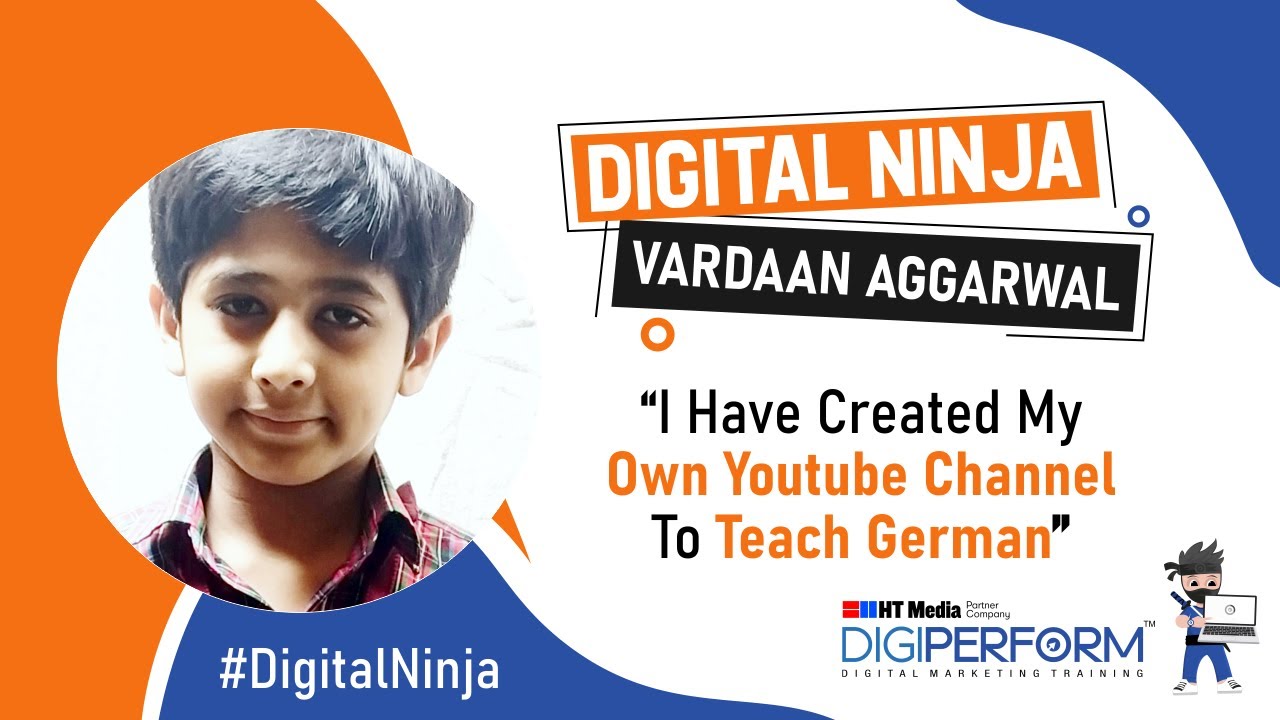 DIGITAL NINJA
VARDAAN AGGARWAL
“I Have Created My
Own Youtube Channel
To Teach German”
HT Media Partner Company
DIGIPERFORM™
DIGITAL MARKETING TRAINING
#DigitalNinja